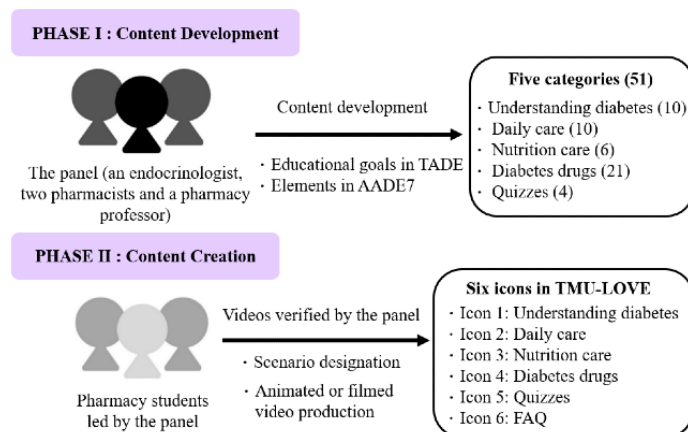 PHASE I : Content Development
The panel (an endocrinologist,
two pharmacists and a pharmacy
professor)
Content development
· Educational goals in TADE
· Elements in AADE7
Five categories (51)
· Understanding diabetes (10)
· Daily care (10)
· Nutrition care (6)
· Diabetes drugs (21)
· Quizzes (4)
PHASE II : Content Creation
Pharmacy students
led by the panel
Videos verified by the panel
· Scenario designation
· Animated or filmed
video production
Six icons in TMU-LOVE
· Icon 1: Understanding diabetes
· Icon 2: Daily care
· Icon 3: Nutrition care
· Icon 4: Diabetes drugs
· Icon 5: Quizzes
· Icon 6: FAQ